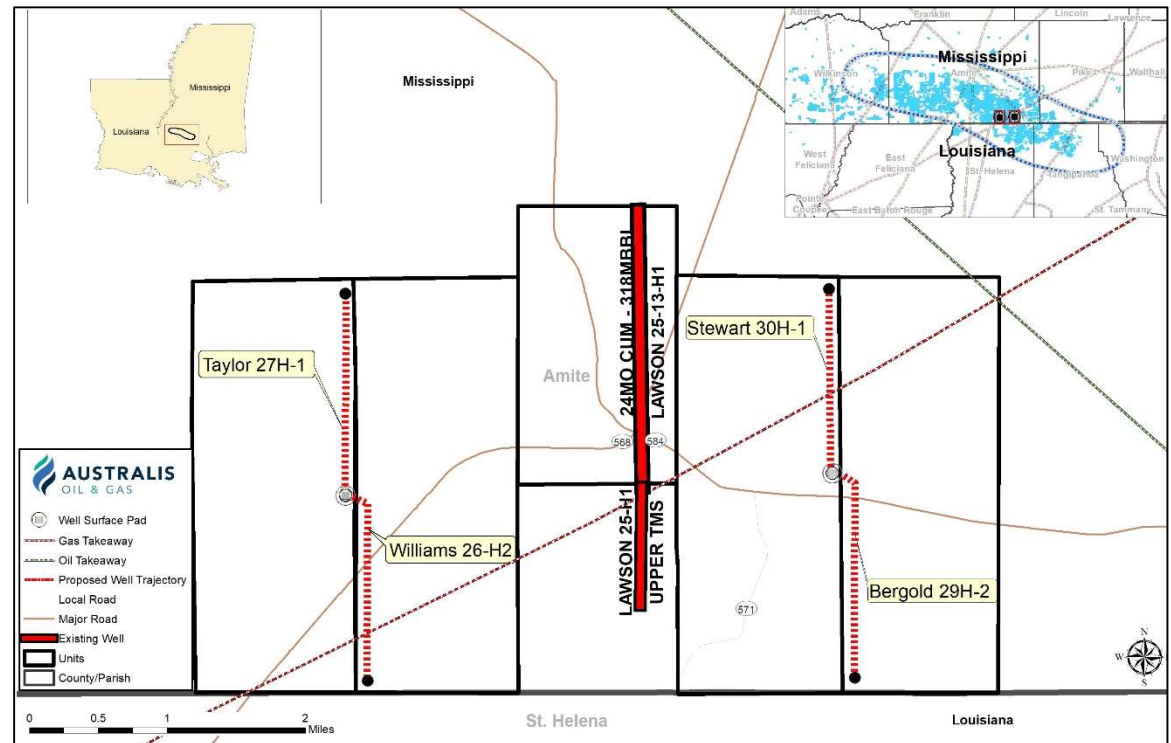 Mississippi
Louisiana
Mississippi
Adams
Franklin
Lincoln
Lawrence
Mississippi
Wilkinson
Amite
Pike
Walthall
Louisiana
West
Feliciana
East
Feliciana
St. Helena
Tangipahoa
Washington
Pointe
Coupee
East Baton Rouge
St. Tammany
Taylor 27H-1
Williams 26-H2
Amite
24MO CUM - 318MBBL
LAWSON 25-13-H1
568
584
LAWSON 25-H1
UPPER TMS
Stewart 30H-1
Bergold 29H-2
571
AUSTRALIS
OIL & GAS
Well Surface Pad
Gas Takeaway
Oil Takeaway
Proposed Well Trajectory
Local Road
Major Road
Existing Well
Units
County/Parish
N
W
E
S
0 0.5 1 2
Miles
St. Helena
Louisiana